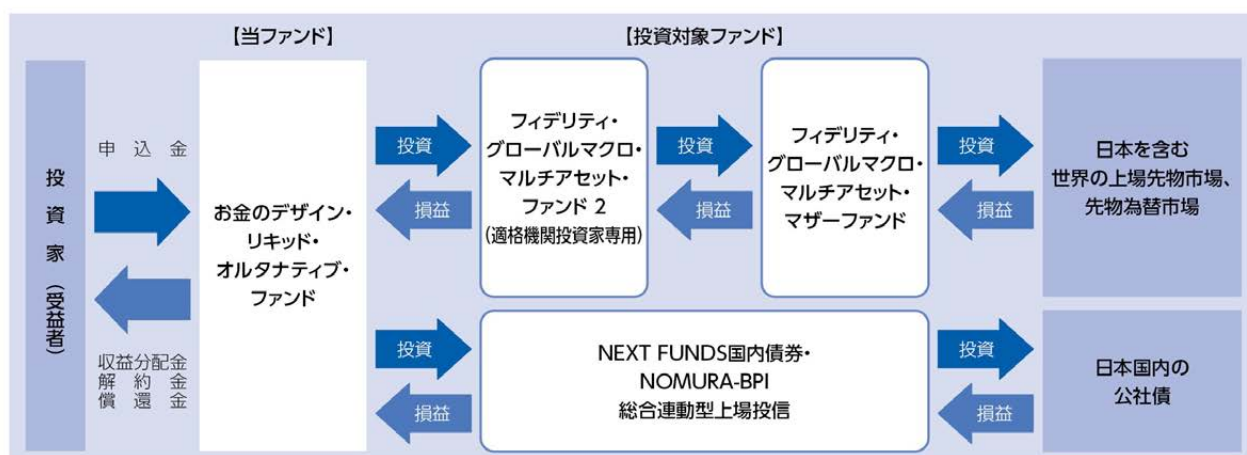 【当ファンド】
【投資対象ファンド】
投資家(受益者)
申込金
収益分配金
解約金
償還金
お金のデザイン・
リキッド・
オルタナティブ・
ファンド
投資
損益
フィデリティ・
グローバルマクロ・
マルチアセット・
ファンド 2
(適格機関投資家専用)
投資
損益
フィデリティ・
グローバルマクロ・
マルチアセット・
マザーファンド
投資
損益
日本を含む
世界の上場先物市場、
先物為替市場
投資
損益
NEXT FUNDS国内債券・
NOMURA-BPI
総合連動型上場投信
投資
損益
日本国内の
公社債